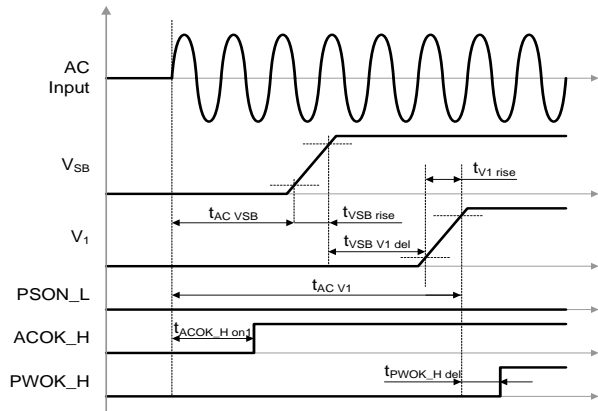 AC
Input
VSB
tV1 rise
tAC VSB
tVSB rise
tVSB V1 del
V1
tAC V1
PSON_L
tACOK_H on1
ACOK_H
tPWOK_H del
PWOK_H